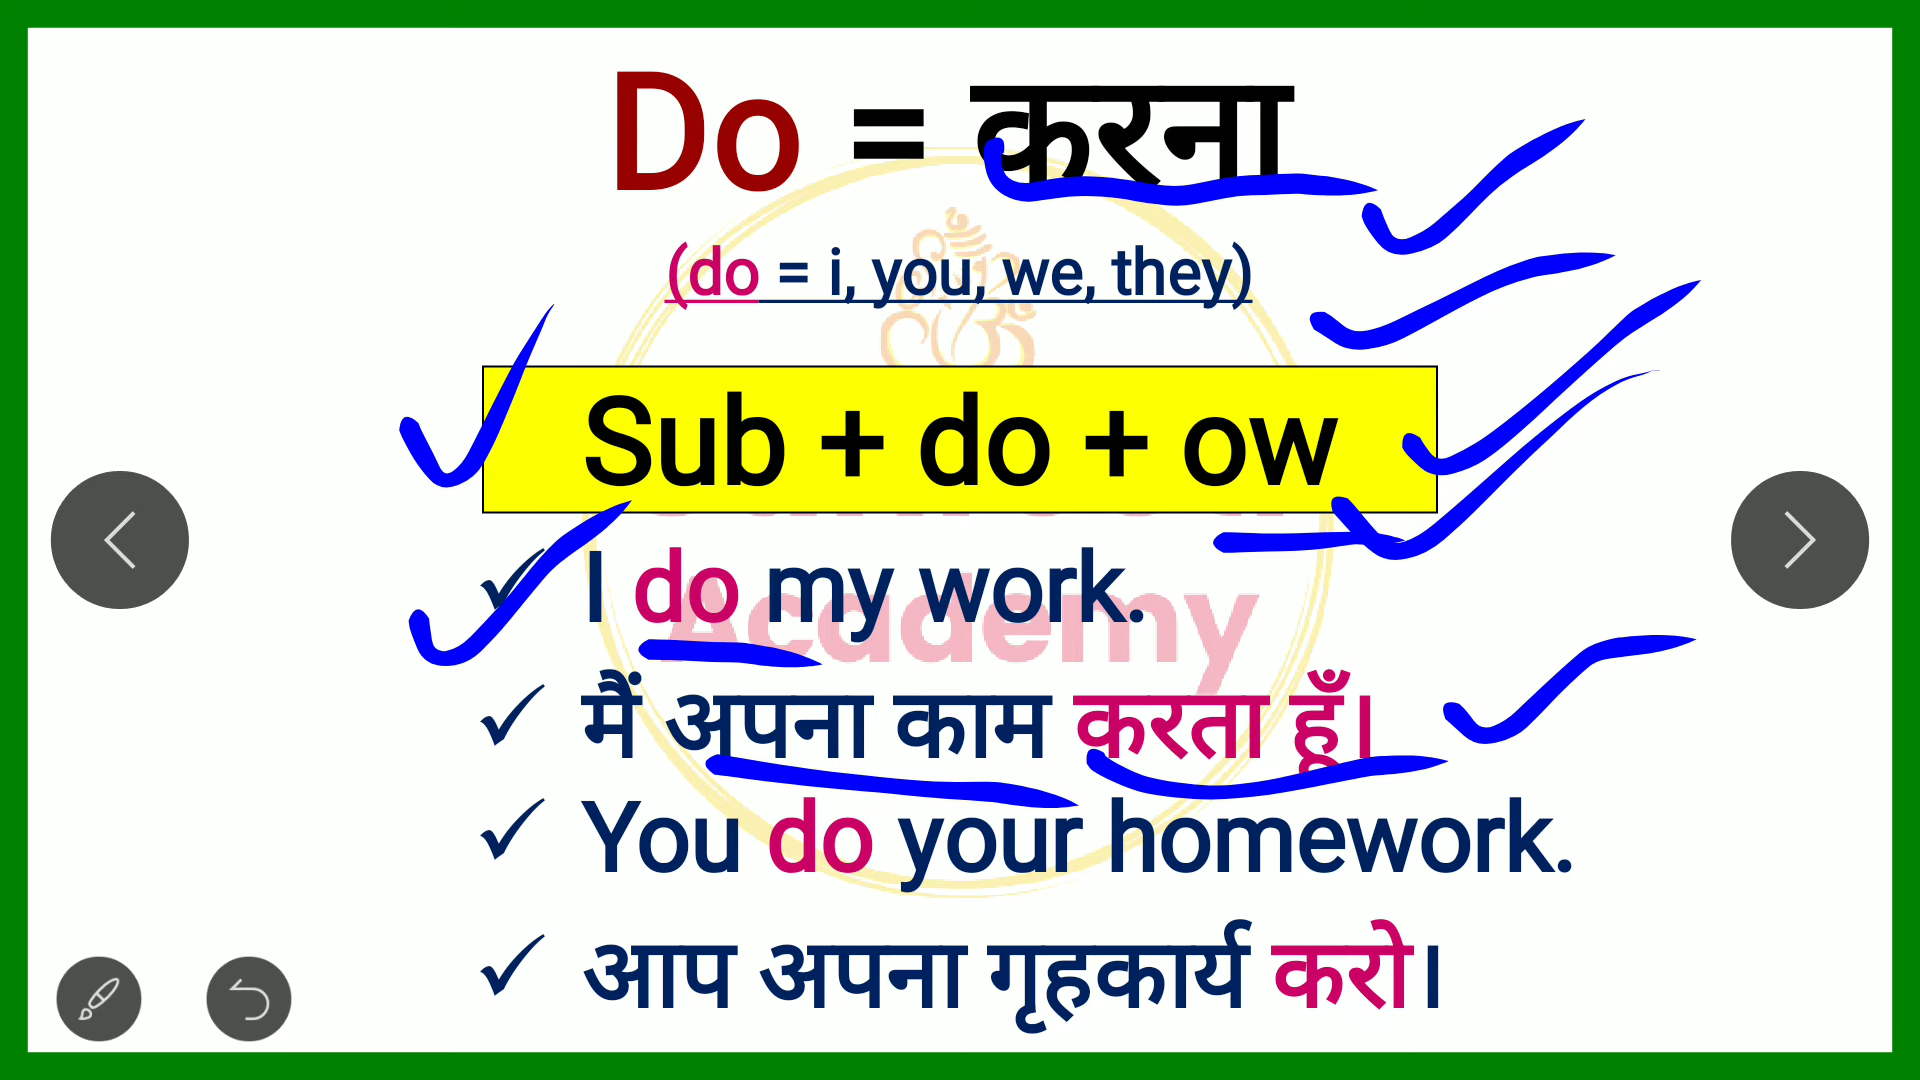 Do = करना
(do = i, you, we, they)
Sub + do + ow
I do my work.
Academy
मैं अपना काम करता हूँ।
You do your homework.
आप अपना गृहकार्य करो।